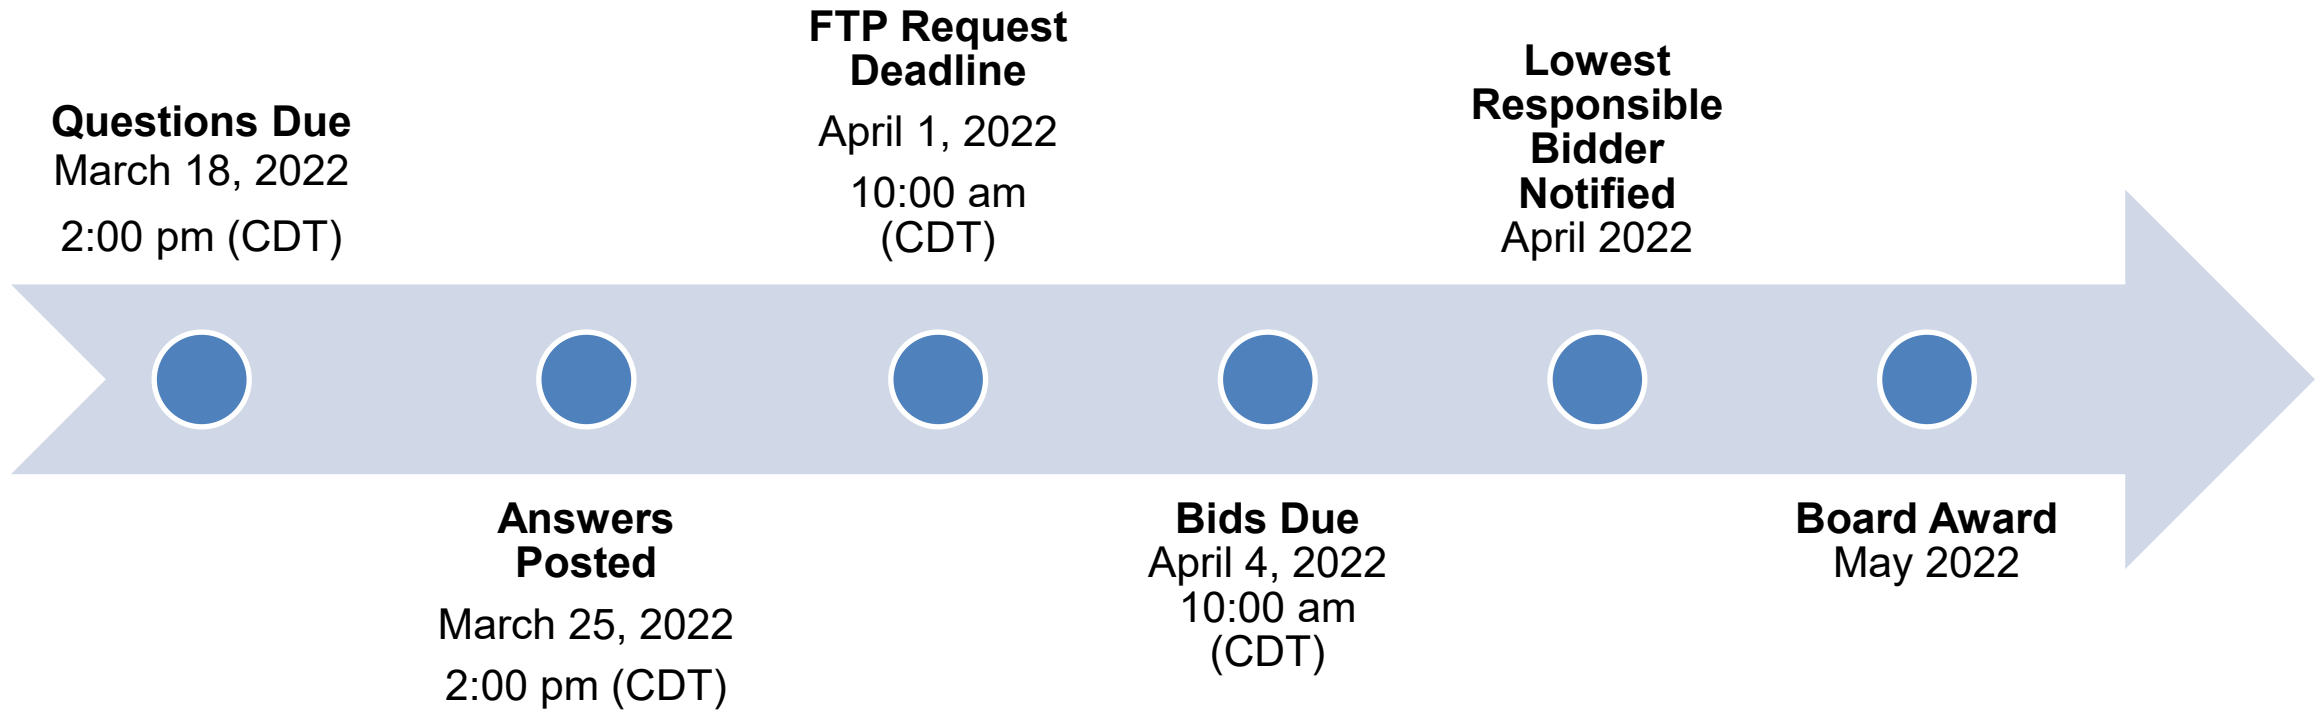 Questions Due
March 18, 2022
2:00 pm (CDT)
Answers
Posted
March 25, 2022
2:00 pm (CDT)
FTP Request
Deadline
April 1, 2022
10:00 am
(CDT)
Bids Due
April 4, 2022
10:00 am
(CDT)
Lowest
Responsible
Bidder
Notified
April 2022
Board Award
May 2022